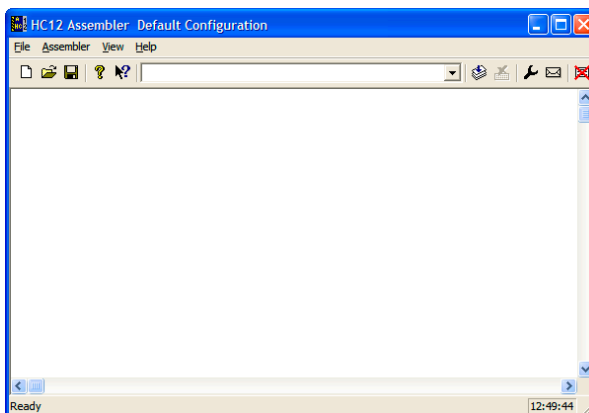 HC12 Assembler Default Configuration
File Assembler View Help
Ready 12:49:44